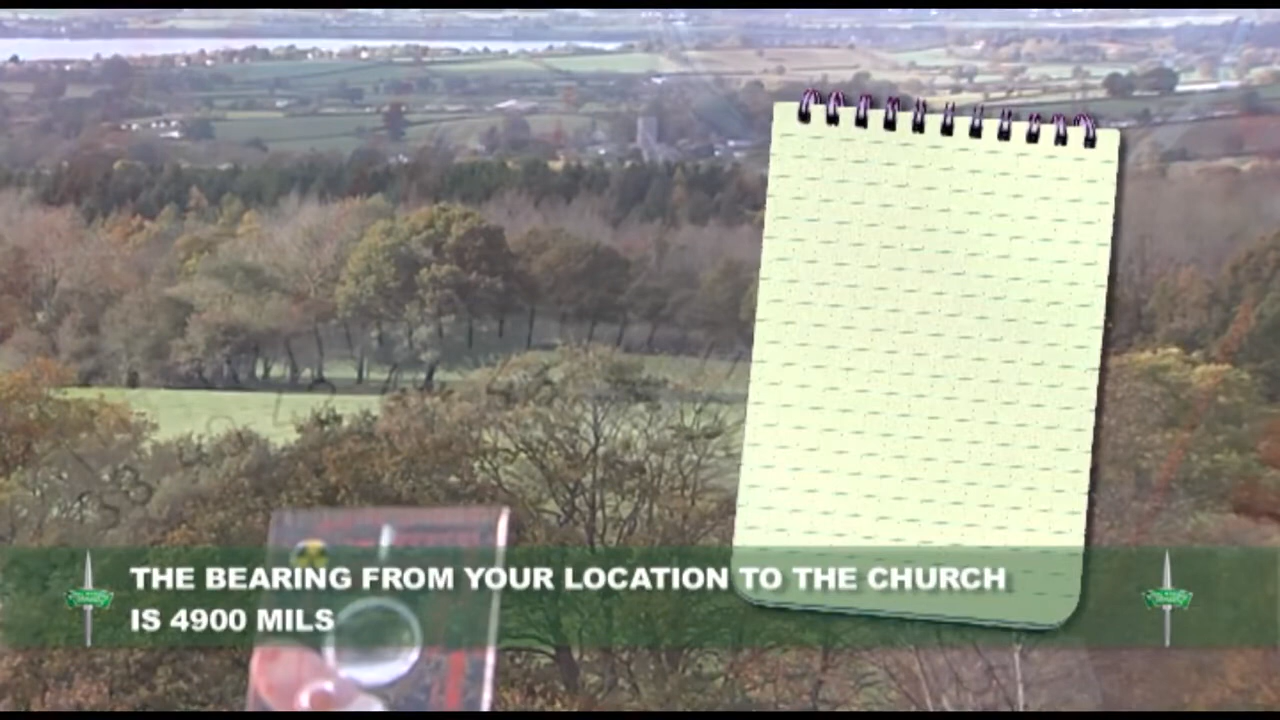 THE BEARING FROM YOUR LOCATION TO THE CHURCH
IS 4900 MILS